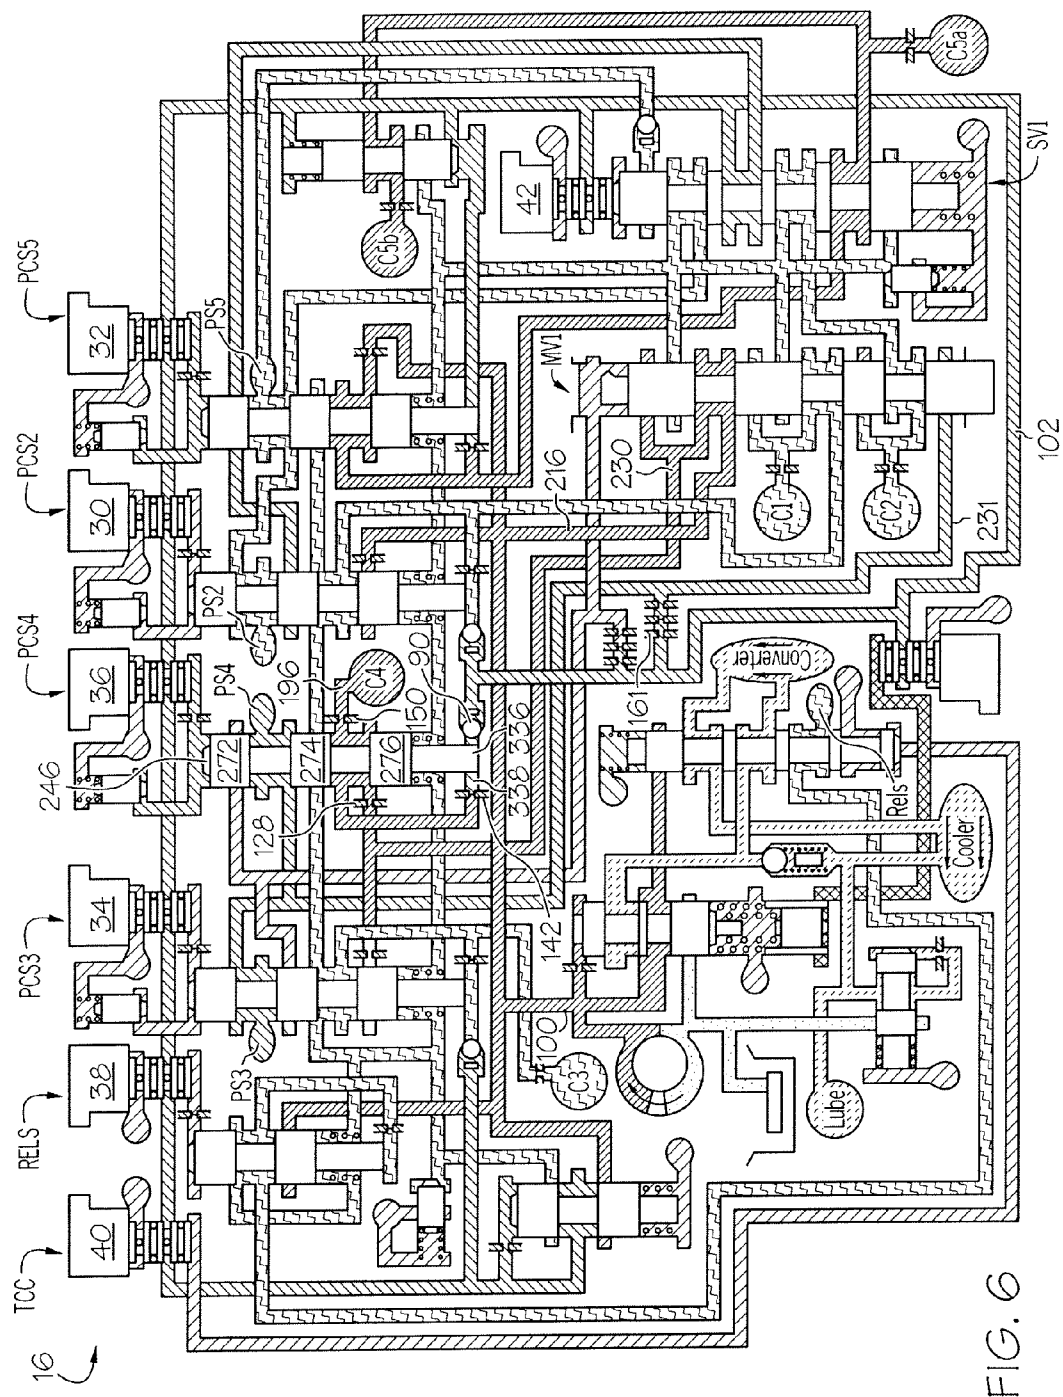 16
TCC
RELS
PCS3
PCS4
PCS2
PCS5
40
38
34
36
30
32
246
PS3
PS4
PS2
PS5
272
274
276
128
196
C4
150
90
336
338
142
C5b
C5a
42
SV1
MV1
216
230
C1
C2
231
102
161
Converter
Rels
Cooler
100
C3
Lube
FIG. 6